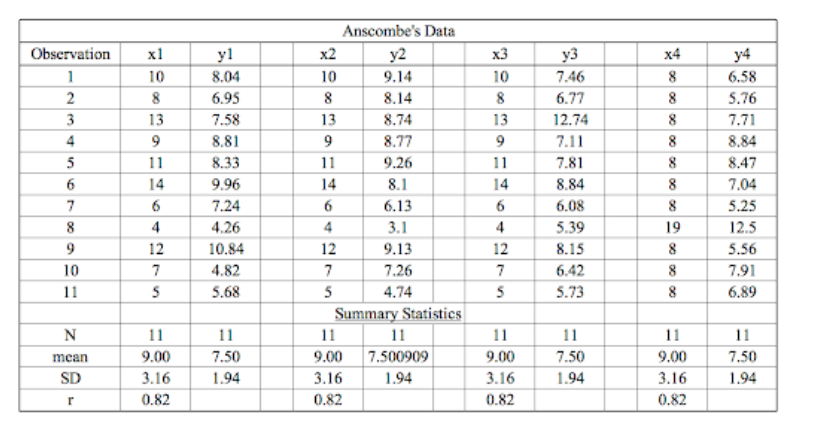 Anscombe's Data
Observation x1 y1 x2 y2 x3 y3 x4 y4
1 10 8.04 10 9.14 10 7.46 8 6.58
2 8 6.95 8 8.14 8 6.77 8 5.76
3 13 7.58 13 8.74 13 12.74 8 7.71
4 9 8.81 9 8.77 9 7.11 8 8.84
5 11 8.33 11 9.26 11 7.81 8 8.47
6 14 9.96 14 8.1 14 8.84 8 7.04
7 6 7.24 6 6.13 6 6.08 8 5.25
8 4 4.26 4 3.1 4 5.39 19 12.5
9 12 10.84 12 9.13 12 8.15 8 5.56
10 7 4.82 7 7.26 7 6.42 8 7.91
11 5 5.68 5 4.74 5 5.73 8 6.89
Summary Statistics
N 11 11 11 11 11 11 11 11
mean 9.00 7.50 9.00 7.500909 9.00 7.50 9.00 7.50
SD 3.16 1.94 3.16 1.94 3.16 1.94 3.16 1.94
r 0.82 0.82 0.82 0.82